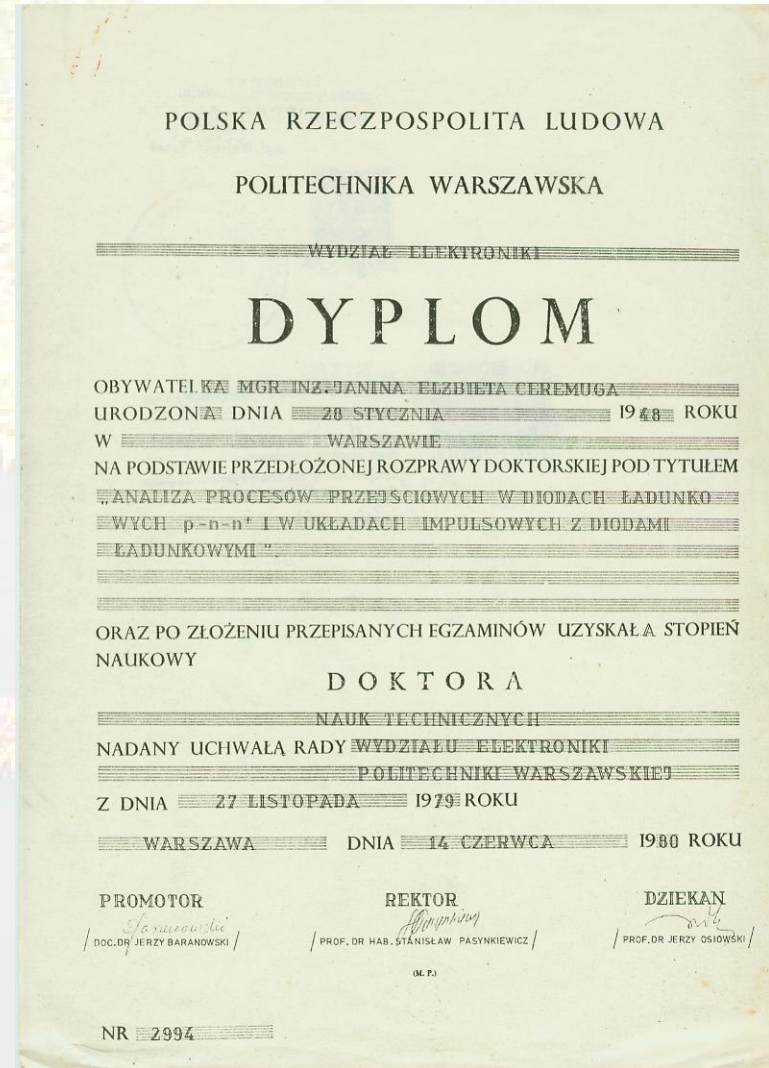 POLSKA RZECZPOSPOLITA LUDOWA
POLITECHNIKA WARSZAWSKA
WYDZIAŁ ELEKTRONIKI
DYPLOM
OBYWATELKA MGR INŻ. JANINA ELŻBIETA CEREMUGA
URODZONA DNIA 28 STYCZNIA 1948 ROKU
W WARSZAWIE
NA PODSTAWIE PRZEDŁOŻONEJ ROZPRAWY DOKTORSKIEJ POD TYTUŁEM
„ANALIZA PROCESÓW PRZEJŚCIOWYCH W DIODACH ŁADUNKO
WYCH p-n-n⁺ I W UKŁADACH IMPULSOWYCH Z DIODAMI
ŁADUNKOWYMI".
ORAZ PO ZŁOŻENIU PRZEPISANYCH EGZAMINÓW UZYSKAŁA STOPIEŃ
NAUKOWY
DOKTORA
NAUK TECHNICZNYCH
NADANY UCHWAŁĄ RADY WYDZIAŁU ELEKTRONIKI
POLITECHNIKI WARSZAWSKIEJ
Z DNIA 27 LISTOPADA 1979 ROKU
WARSZAWA DNIA 14 CZERWCA 1980 ROKU
PROMOTOR REKTOR DZIEKAN
/ DOC. DR JERZY BARANOWSKI / / PROF. DR HAB. STANISŁAW PASYNKIEWICZ / / PROF. DR JERZY OSIOWSKI /
(M. P.)
NR 2994